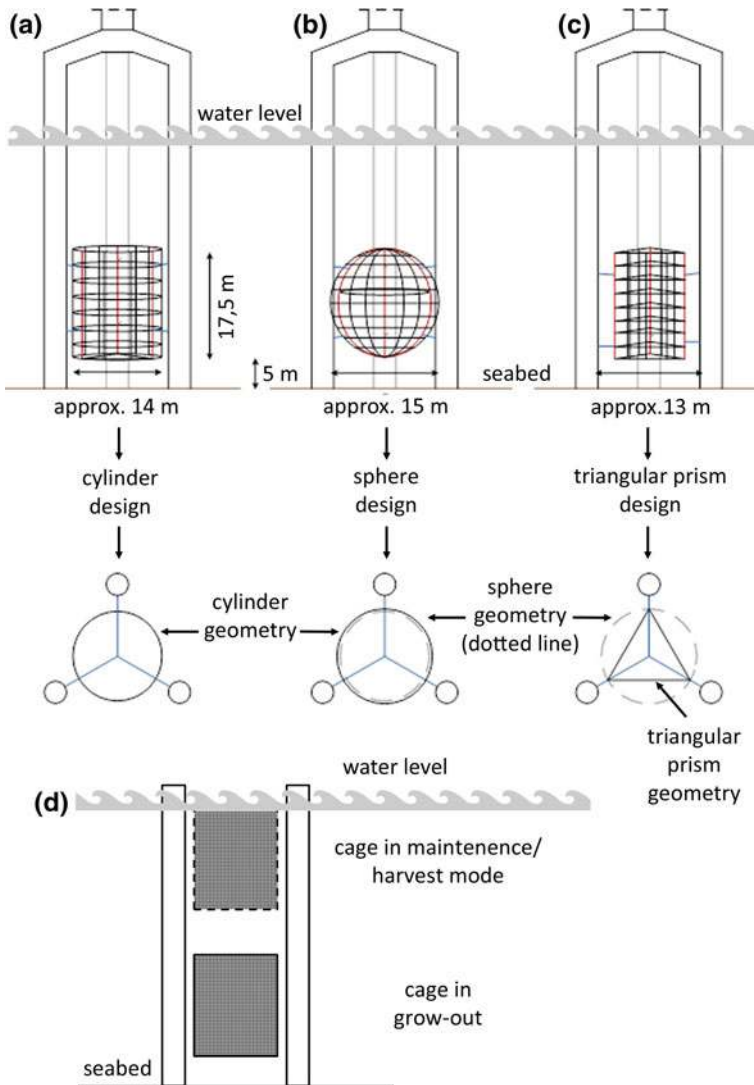 (a)
(b)
(c)
water level
17,5 m
5 m
seabed
approx. 14 m
approx. 15 m
approx.13 m
cylinder
design
sphere
design
triangular prism
design
cylinder
geometry
sphere
geometry
(dotted line)
triangular
prism
geometry
(d)
water level
cage in maintenence/
harvest mode
cage in
grow-out
seabed